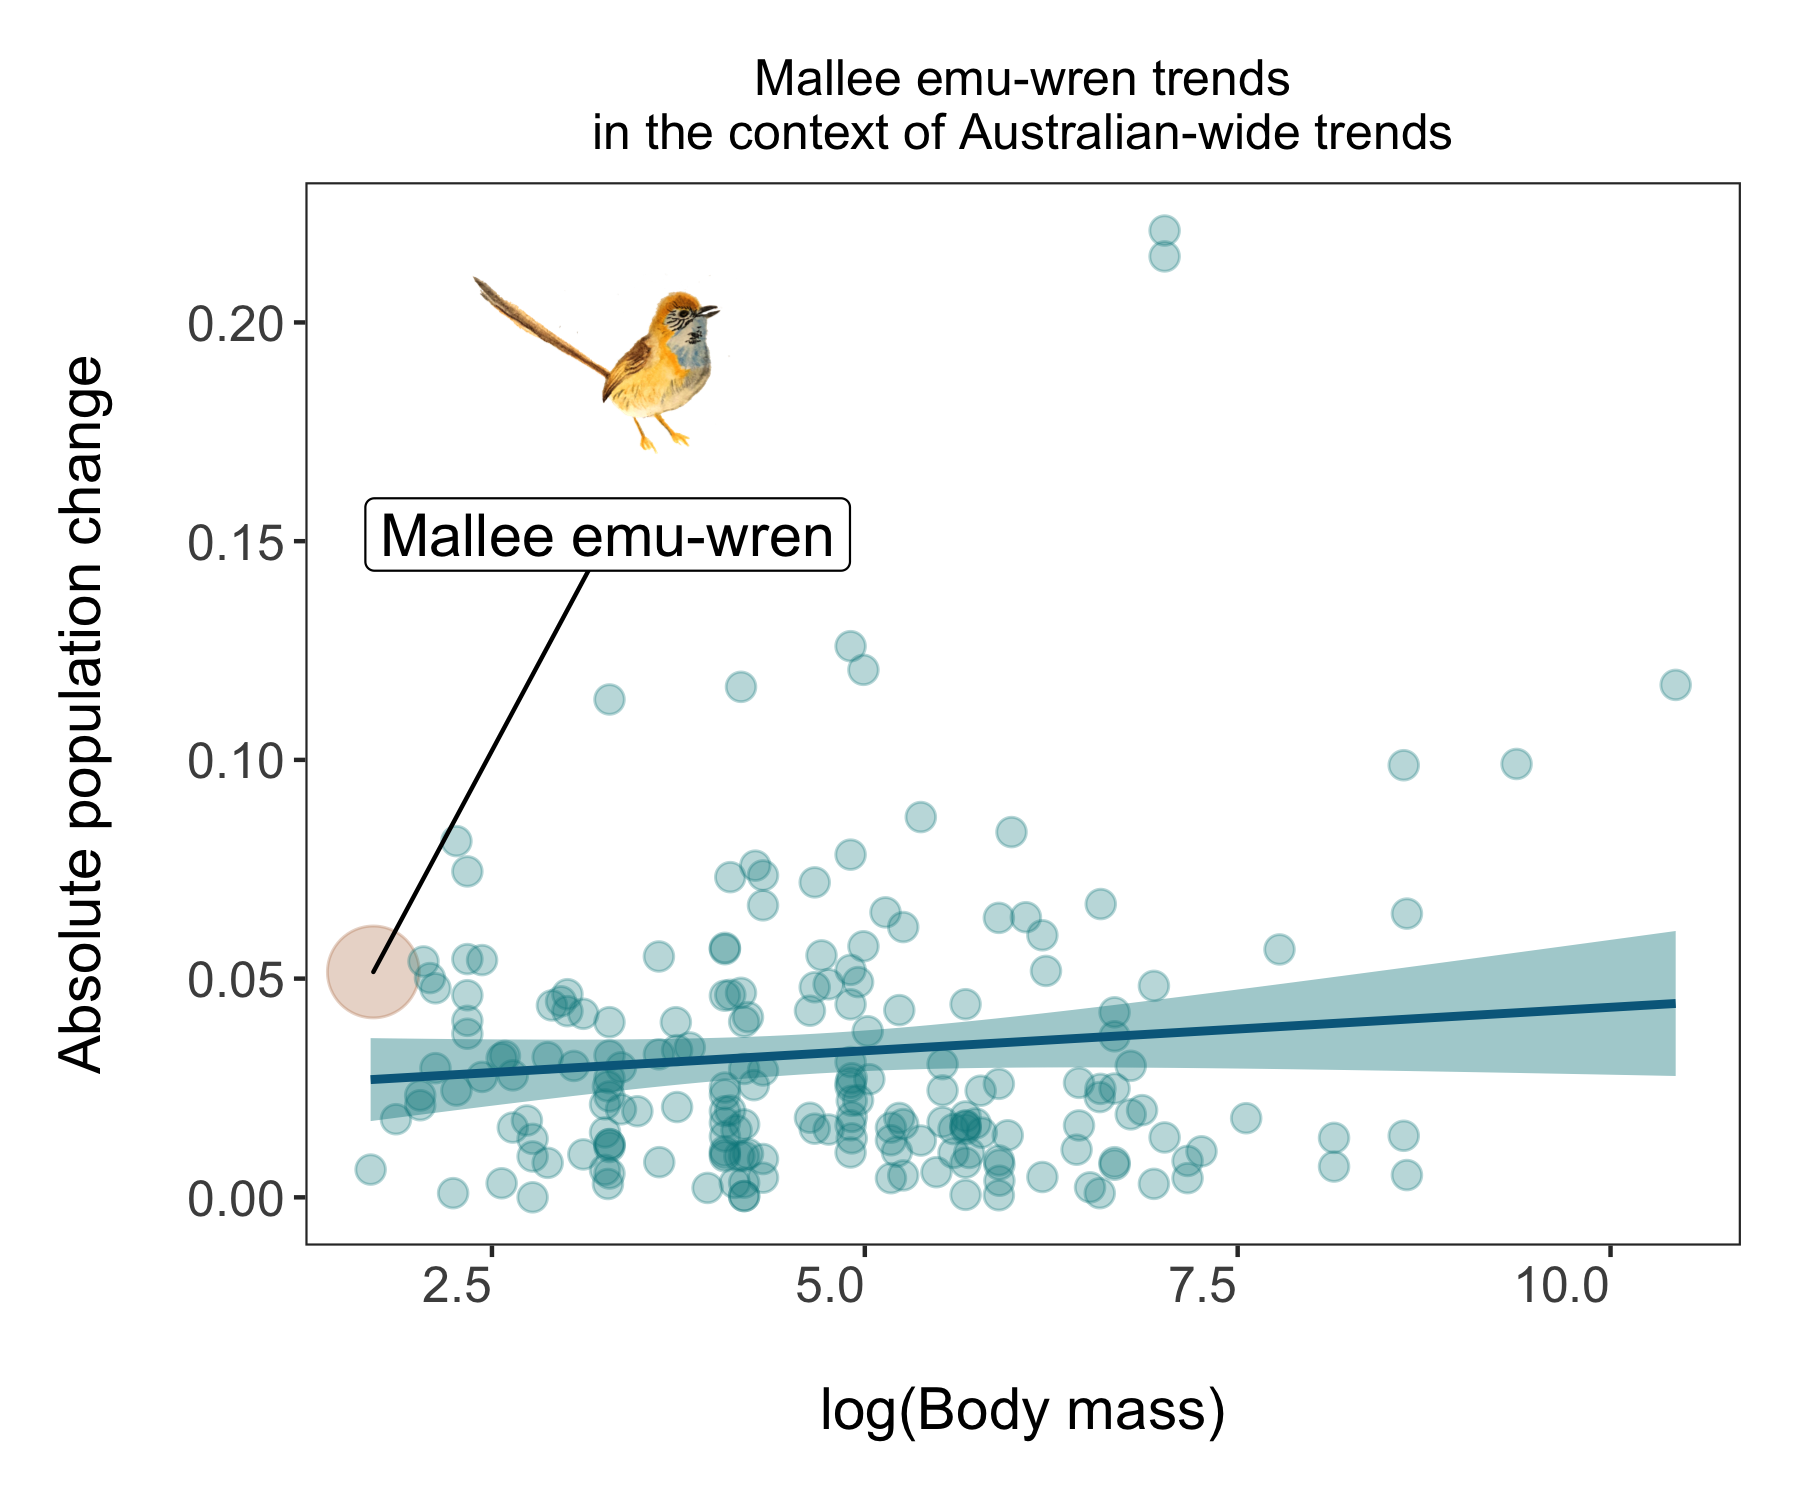 Mallee emu-wren trends
in the context of Australian-wide trends
Absolute population change
0.20
0.15
0.10
0.05
0.00
Mallee emu-wren
2.5 5.0 7.5 10.0
log(Body mass)